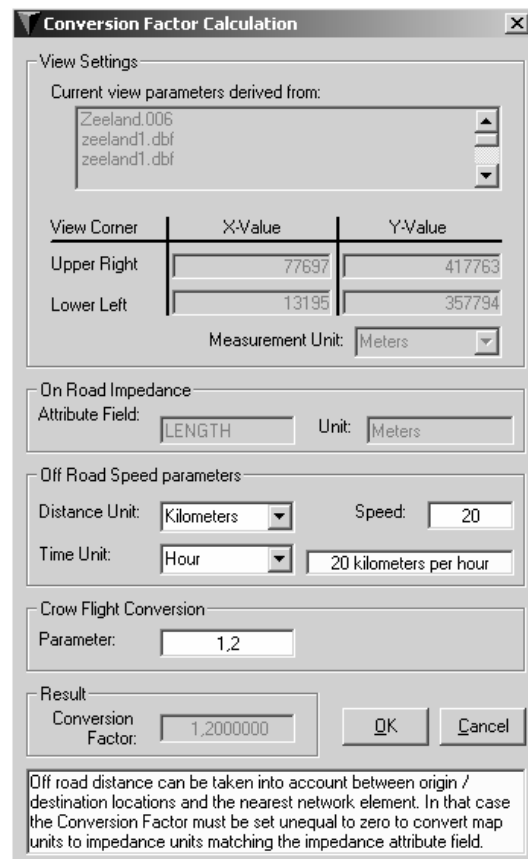 Conversion Factor Calculation
View Settings
Current view parameters derived from:
Zeeland.006
zeeland1.dbf
zeeland1.dbf
View Corner X-Value Y-Value
Upper Right 77697 417763
Lower Left 13195 357794
Measurement Unit: Meters
On Road Impedance
Attribute Field: LENGTH Unit: Meters
Off Road Speed parameters
Distance Unit: Kilometers Speed: 20
Time Unit: Hour 20 kilometers per hour
Crow Flight Conversion
Parameter: 1,2
Result
Conversion Factor: 1,2000000 OK Cancel
Off road distance can be taken into account between origin /
destination locations and the nearest network element. In that case
the Conversion Factor must be set unequal to zero to convert map
units to impedance units matching the impedance attribute field.